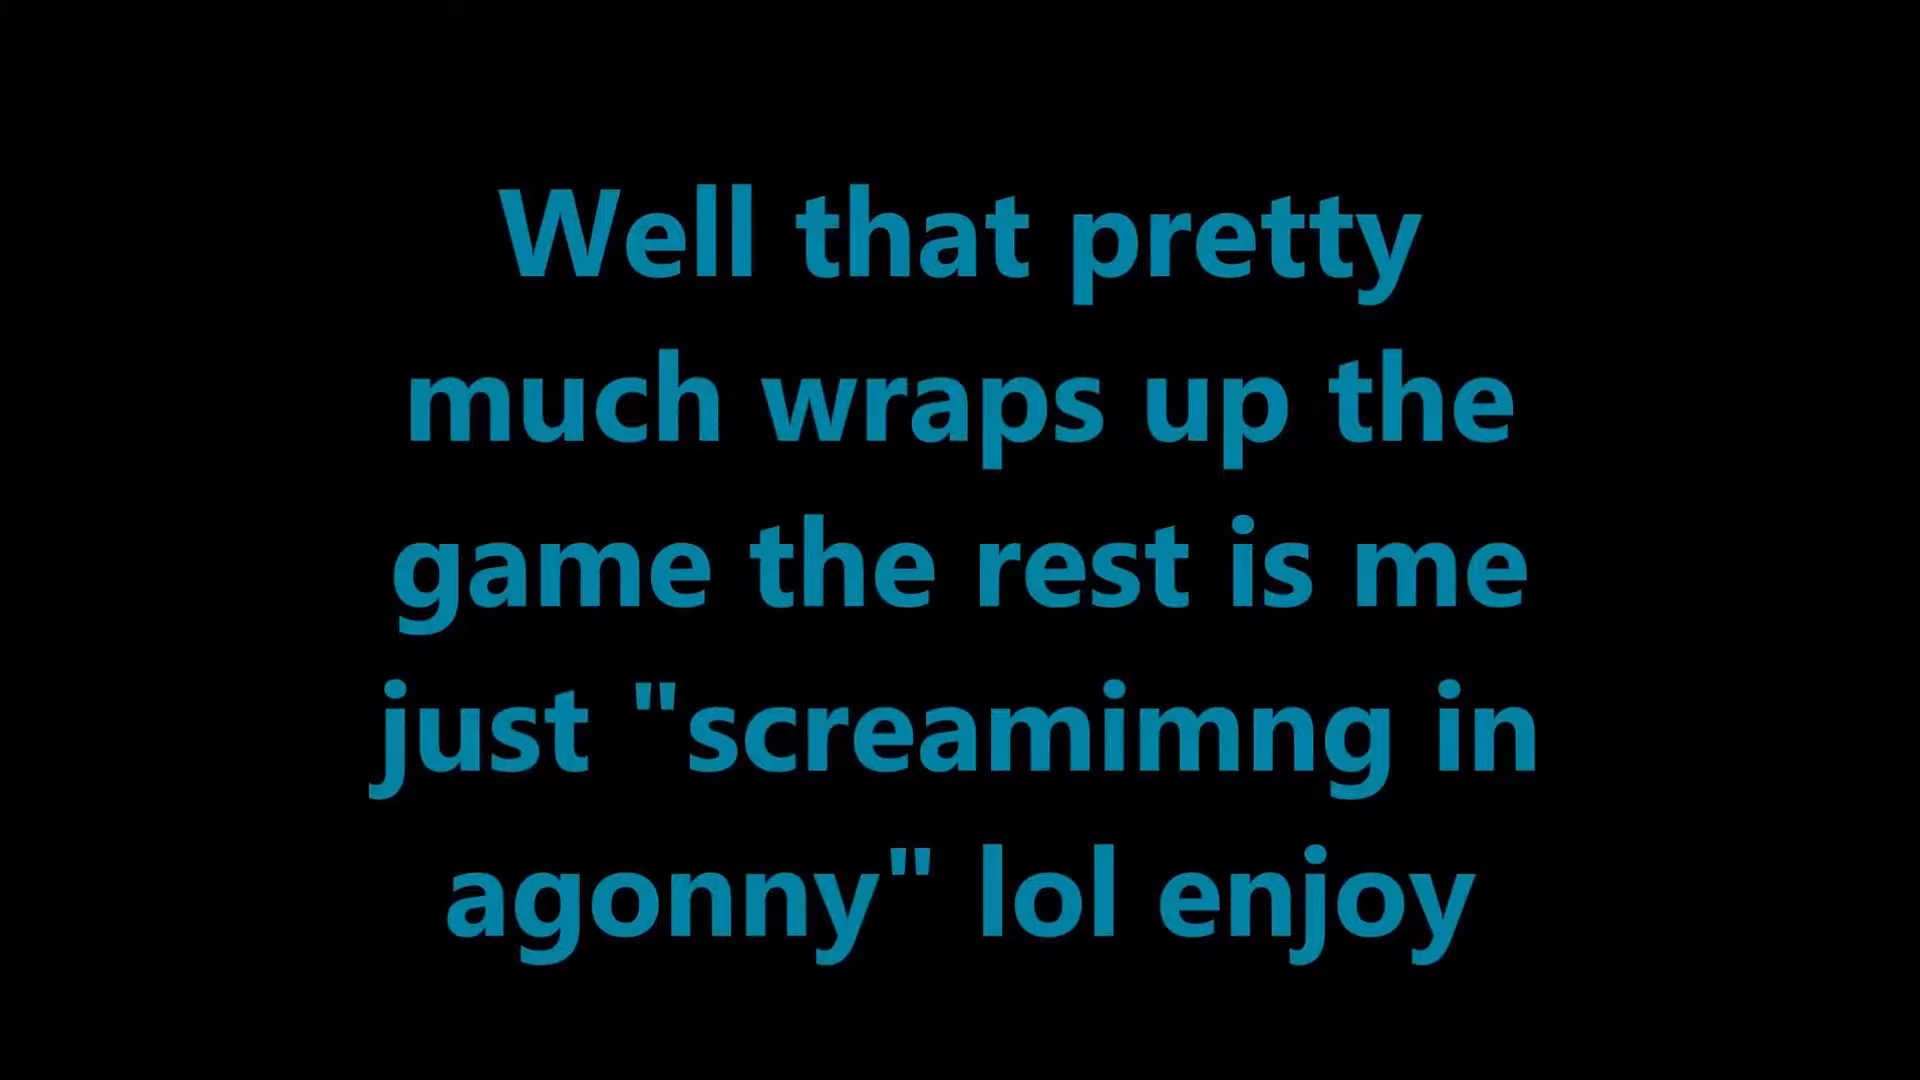 Well that pretty
much wraps up the
game the rest is me
just "screamimng in
agonny" lol enjoy